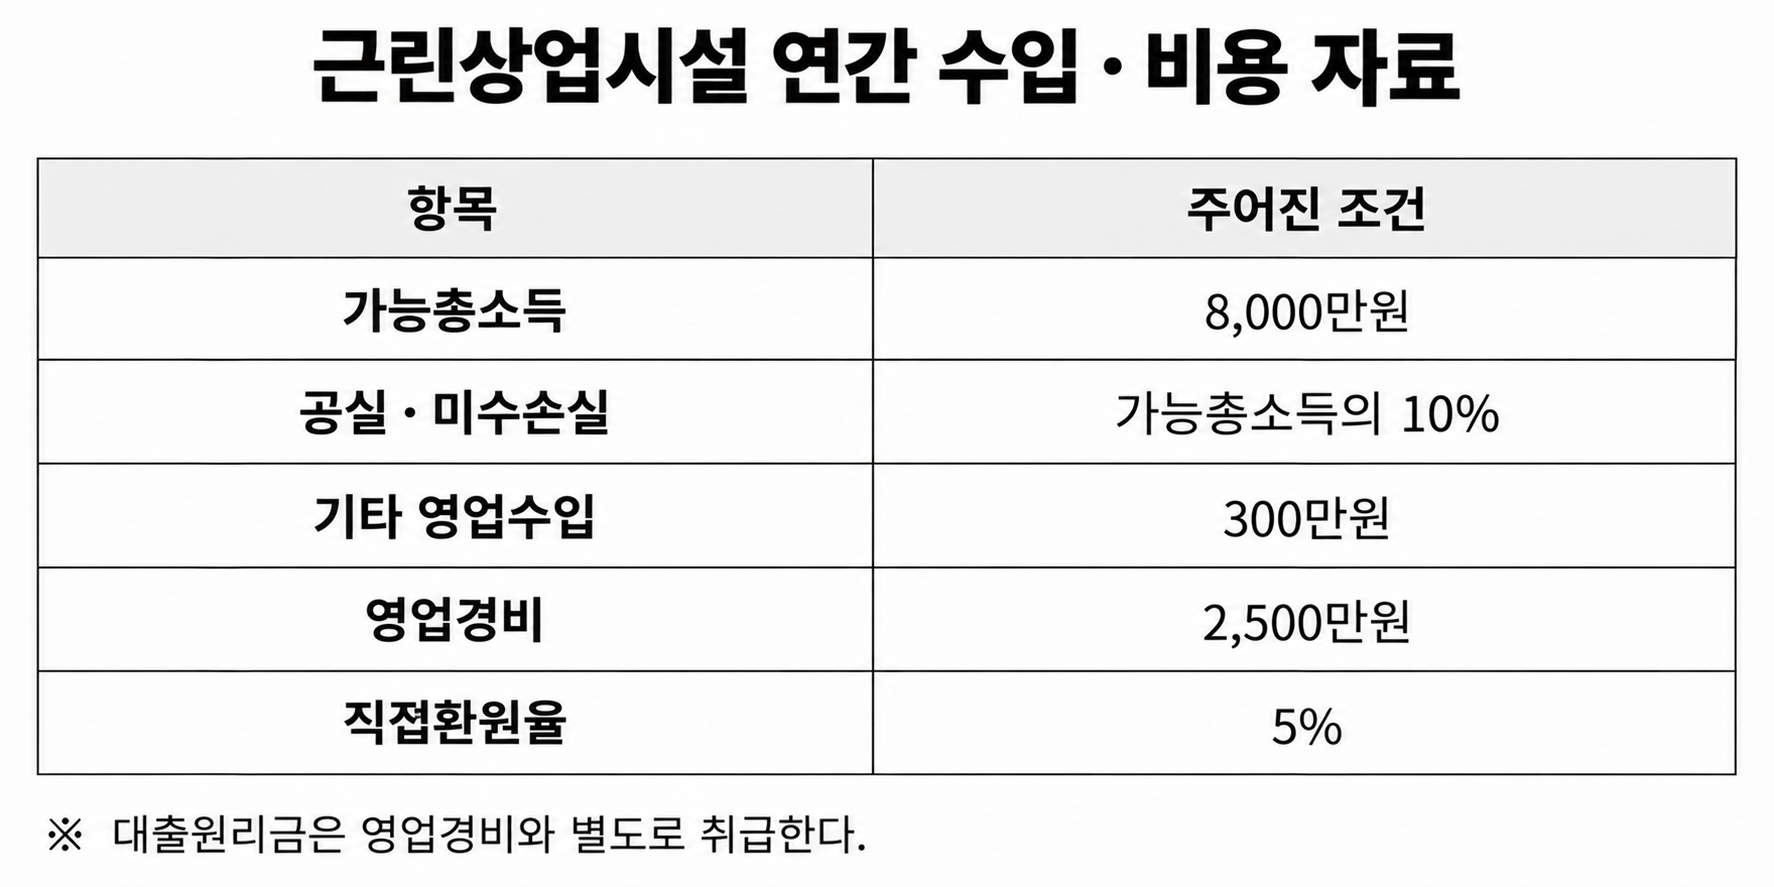 근린상업시설 연간 수입·비용 자료
항목 주어진 조건
가능총소득 8,000만원
공실·미수손실 가능총소득의 10%
기타 영업수입 300만원
영업경비 2,500만원
직접환원율 5%
※ 대출원리금은 영업경비와 별도로 취급한다.